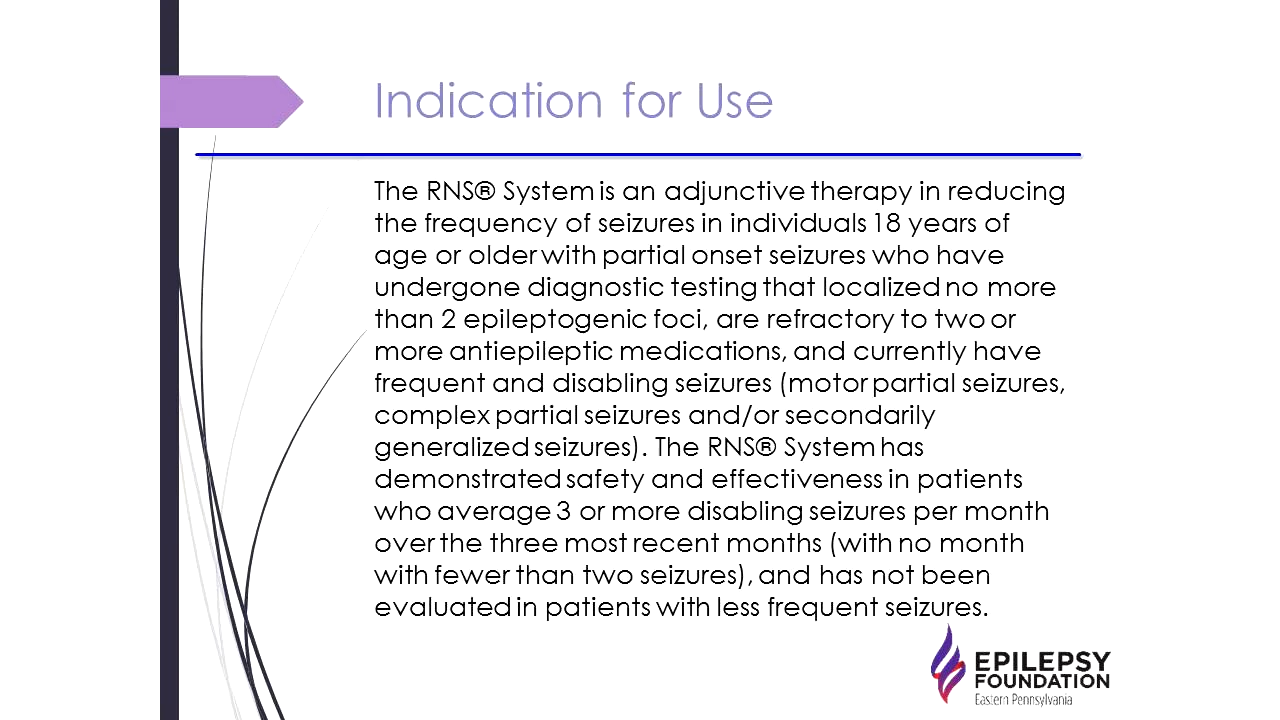 Indication for Use
The RNS® System is an adjunctive therapy in reducing
the frequency of seizures in individuals 18 years of
age or older with partial onset seizures who have
undergone diagnostic testing that localized no more
than 2 epileptogenic foci, are refractory to two or
more antiepileptic medications, and currently have
frequent and disabling seizures (motor partial seizures,
complex partial seizures and/or secondarily
generalized seizures). The RNS® System has
demonstrated safety and effectiveness in patients
who average 3 or more disabling seizures per month
over the three most recent months (with no month
with fewer than two seizures), and has not been
evaluated in patients with less frequent seizures.
EPILEPSY
FOUNDATION
Eastern Pennsylvania